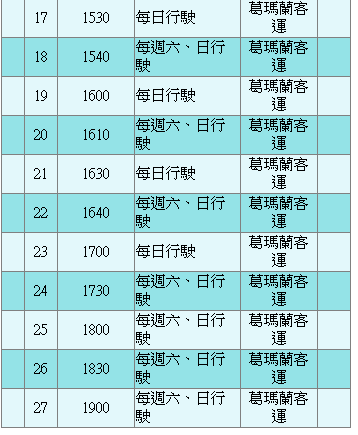 17 1530 每日行駛 葛瑪蘭客運
18 1540 每週六、日行駛 葛瑪蘭客運
19 1600 每日行駛 葛瑪蘭客運
20 1610 每週六、日行駛 葛瑪蘭客運
21 1630 每日行駛 葛瑪蘭客運
22 1640 每週六、日行駛 葛瑪蘭客運
23 1700 每日行駛 葛瑪蘭客運
24 1730 每週六、日行駛 葛瑪蘭客運
25 1800 每週六、日行駛 葛瑪蘭客運
26 1830 每週六、日行駛 葛瑪蘭客運
27 1900 每週六、日行駛 葛瑪蘭客運